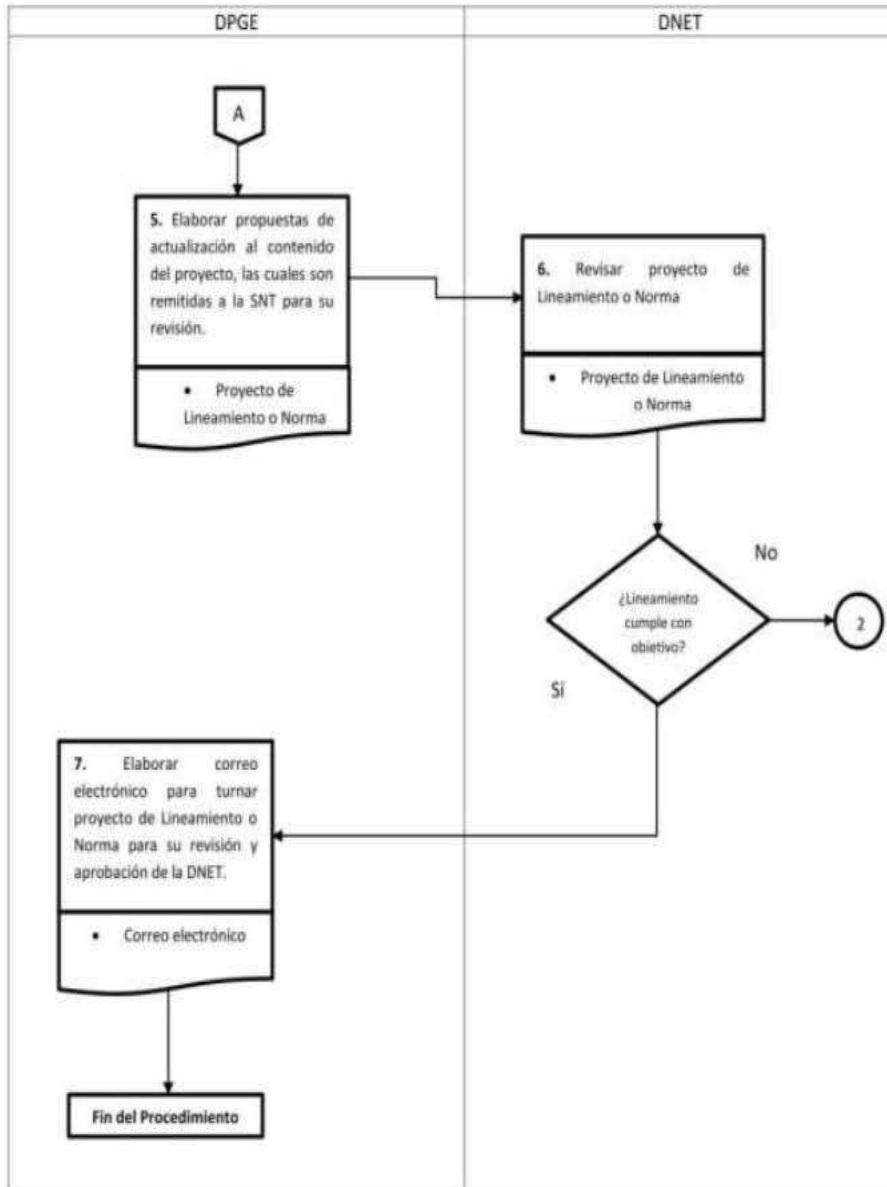 DPGE
DNET
A
5. Elaborar propuestas de
actualización al contenido
del proyecto, las cuales son
remitidas a la SNT para su
revisión.
• Proyecto de
Lineamiento o Norma
6. Revisar proyecto de
Lineamiento o Norma
• Proyecto de Lineamiento
o Norma
¿Lineamiento
cumple con
objetivo?
No
2
Sí
7. Elaborar correo
electrónico para turnar
proyecto de Lineamiento o
Norma para su revisión y
aprobación de la DNET.
• Correo electrónico
Fin del Procedimiento